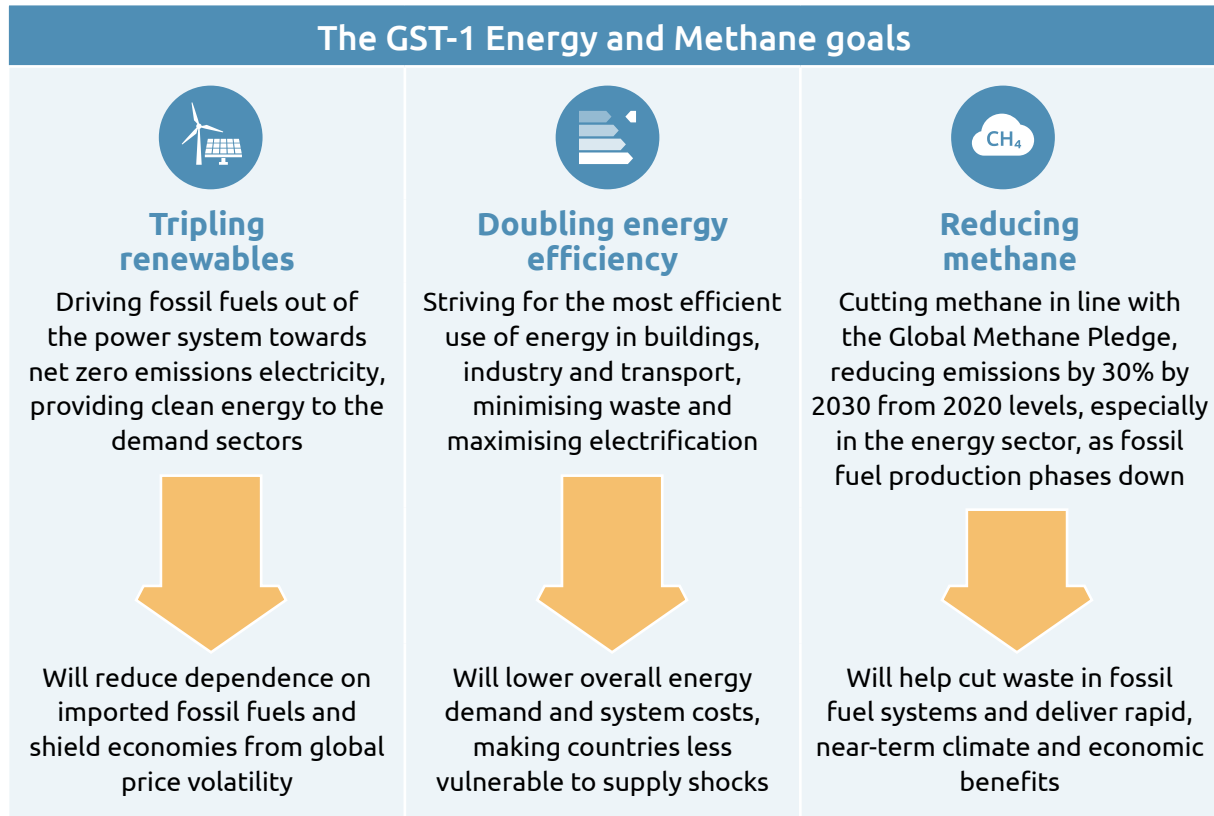 The GST-1 Energy and Methane goals
Tripling
renewables
Driving fossil fuels out of
the power system towards
net zero emissions electricity,
providing clean energy to the
demand sectors
Will reduce dependence on
imported fossil fuels and
shield economies from global
price volatility
Doubling energy
efficiency
Striving for the most efficient
use of energy in buildings,
industry and transport,
minimising waste and
maximising electrification
Will lower overall energy
demand and system costs,
making countries less
vulnerable to supply shocks
CH₄
Reducing
methane
Cutting methane in line with
the Global Methane Pledge,
reducing emissions by 30% by
2030 from 2020 levels, especially
in the energy sector, as fossil
fuel production phases down
Will help cut waste in fossil
fuel systems and deliver rapid,
near-term climate and economic
benefits